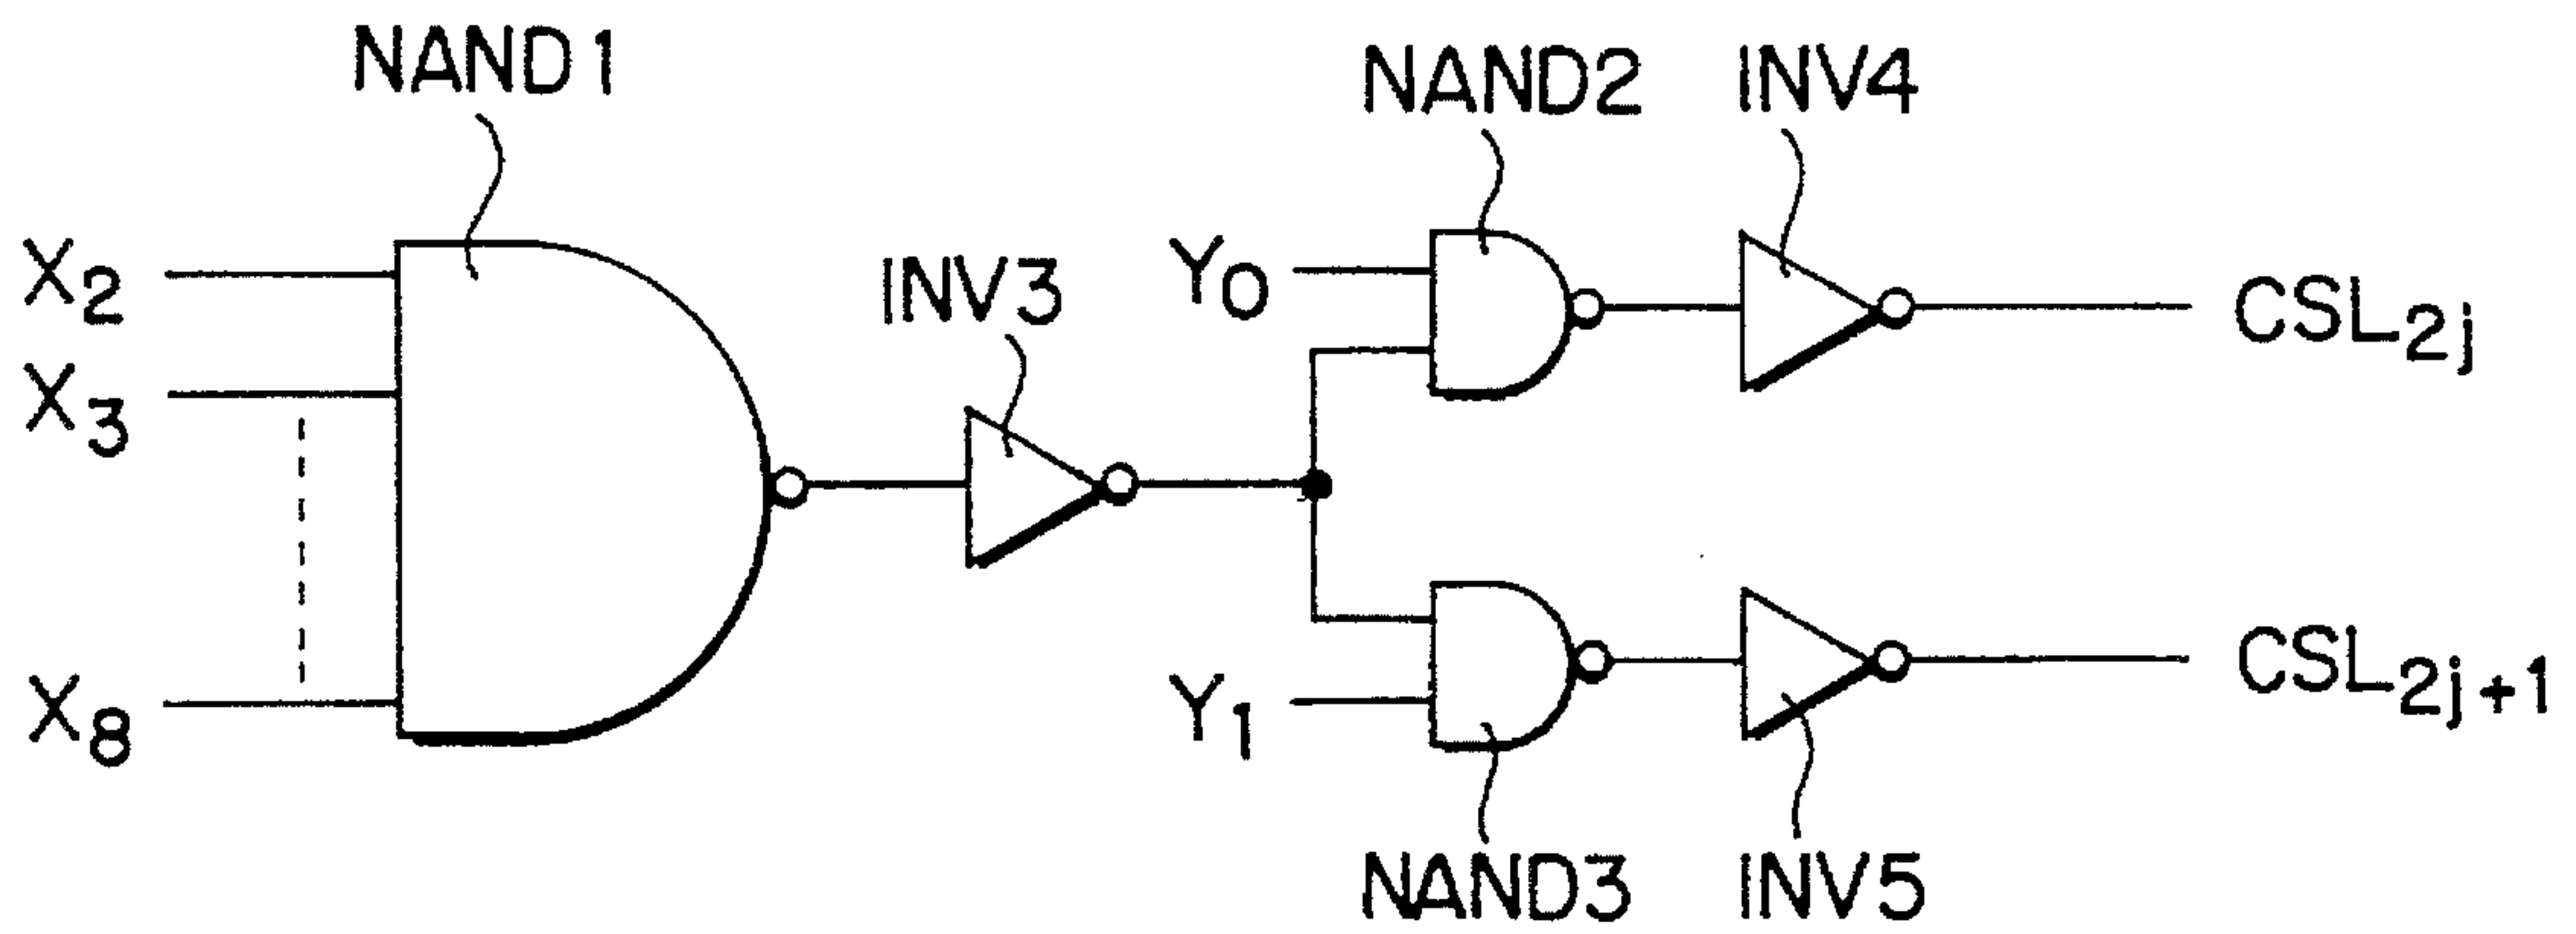 NAND1
NAND2
INV4
X2
X3
X8
INV3
Y0
CSL2j
Y1
CSL2j+1
NAND3
INV5